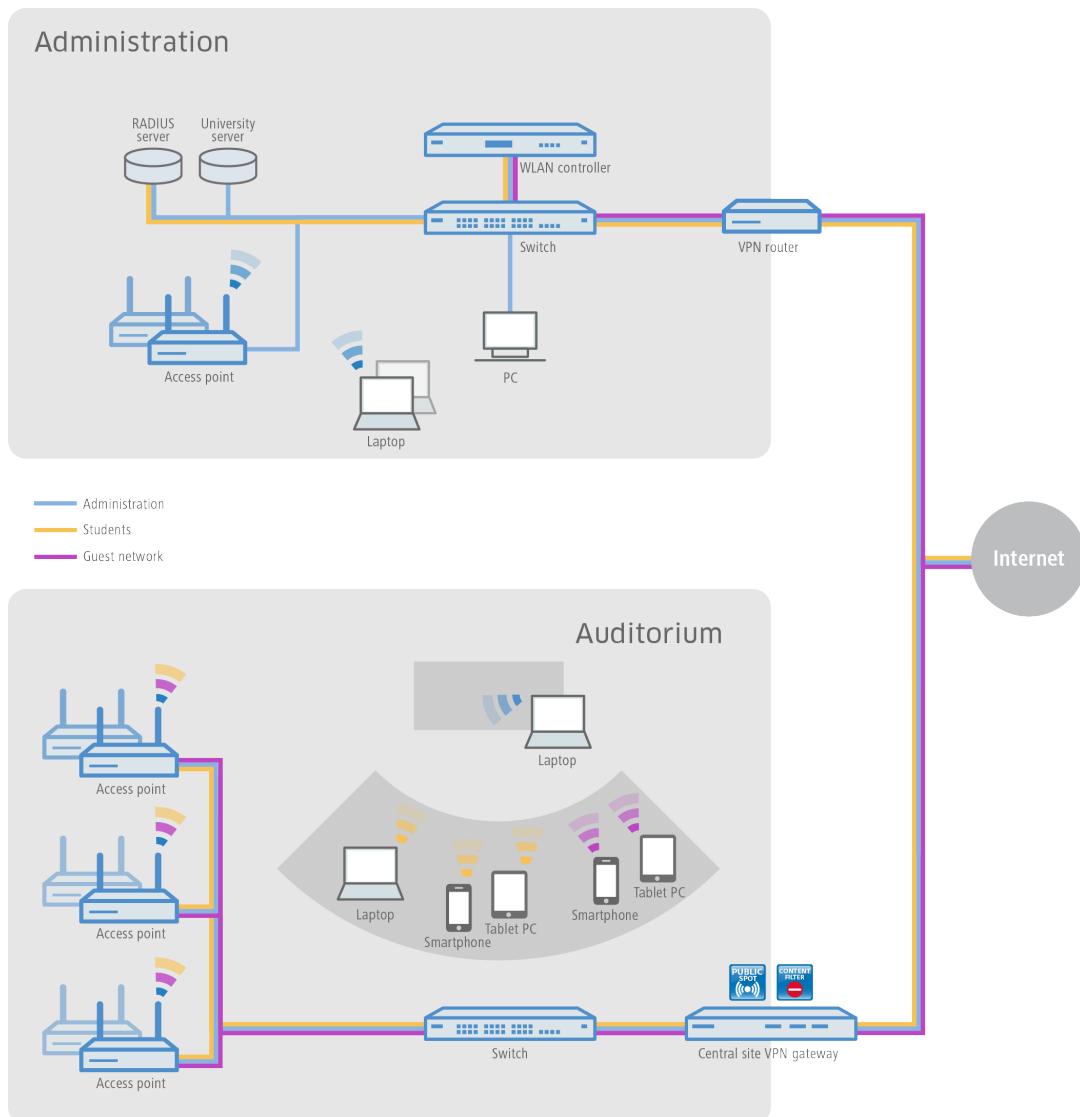 Administration
RADIUS
server
University
server
WLAN controller
Switch
VPN router
Access point
PC
Laptop
Administration
Students
Guest network
Internet
Auditorium
Access point
Laptop
Access point
Laptop
Smartphone
Tablet PC
Smartphone
Tablet PC
PUBLIC
SPOT
CONTENT
FILTER
Access point
Switch
Central site VPN gateway